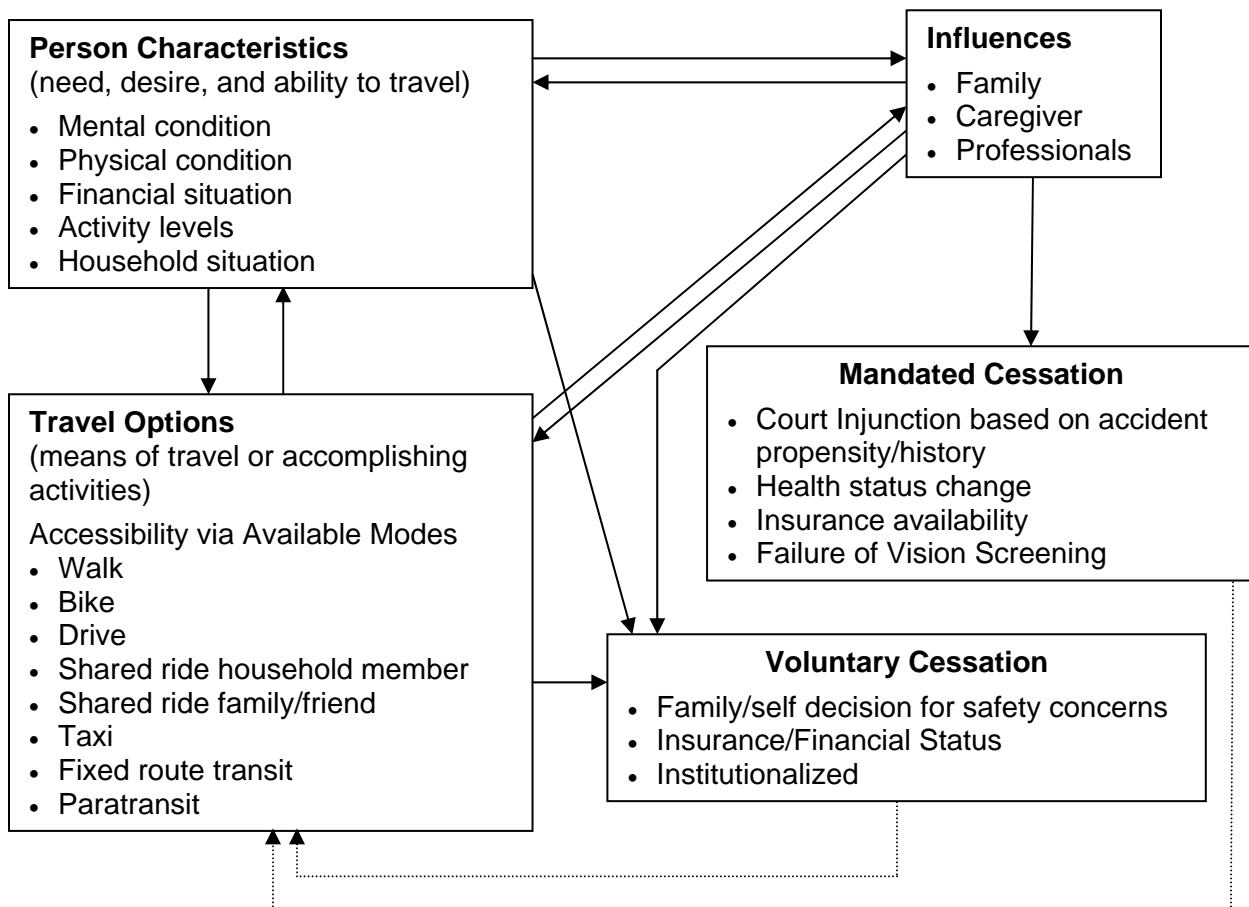 Person Characteristics
(need, desire, and ability to travel)
• Mental condition
• Physical condition
• Financial situation
• Activity levels
• Household situation
Influences
• Family
• Caregiver
• Professionals
Travel Options
(means of travel or accomplishing
activities)
Accessibility via Available Modes
• Walk
• Bike
• Drive
• Shared ride household member
• Shared ride family/friend
• Taxi
• Fixed route transit
• Paratransit
Mandated Cessation
• Court Injunction based on accident
propensity/history
• Health status change
• Insurance availability
• Failure of Vision Screening
Voluntary Cessation
• Family/self decision for safety concerns
• Insurance/Financial Status
• Institutionalized